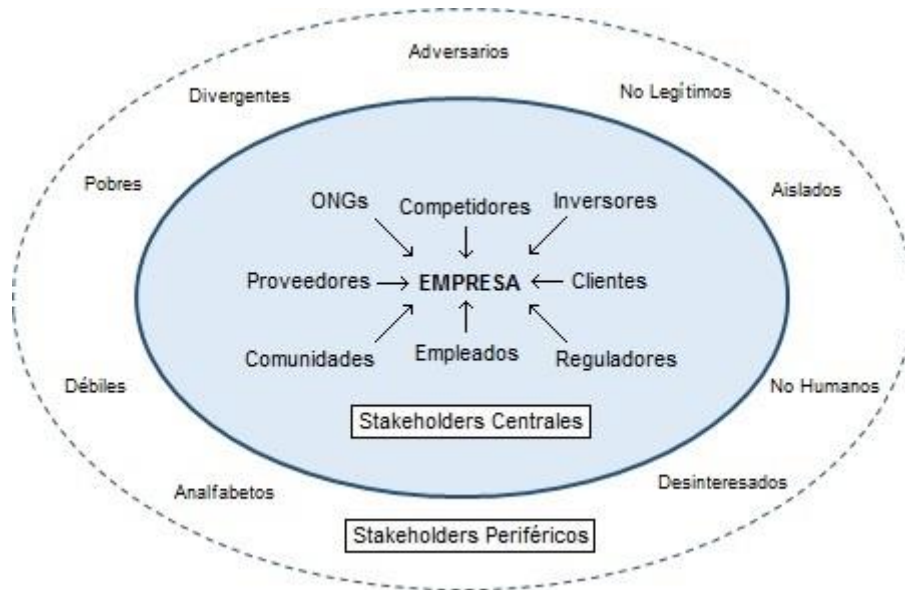 Adversarios
Divergentes
No Legítimos
Pobres
Aislados
ONGs
Competidores
Inversores
Proveedores
EMPRESA
Clientes
Comunidades
Empleados
Reguladores
Débiles
No Humanos
Stakeholders Centrales
Analfabetos
Desinteresados
Stakeholders Periféricos